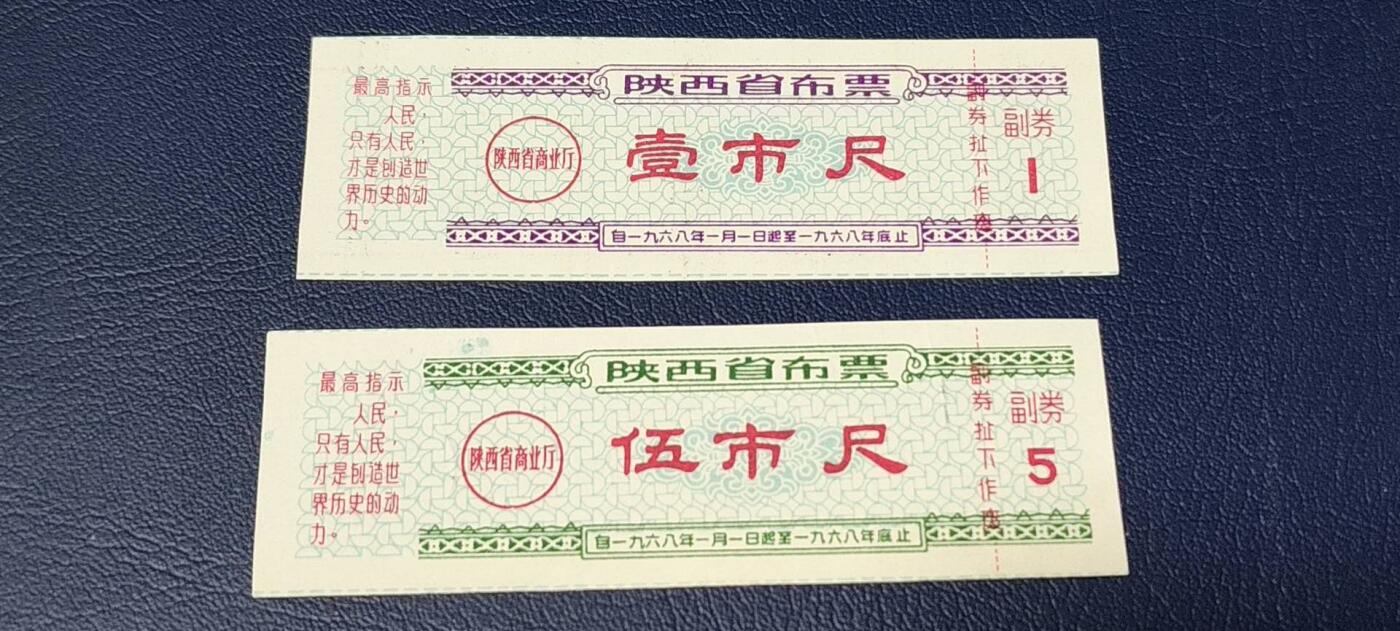 最高指示
人民，
只有人民，
才是创造世
界历史的动
力。
陕西省布票
陕西省商业厅
壹市尺
自一九六八年一月一日起至一九六八年底止
副券扯下作废
副券
1
最高指示
人民，
只有人民，
才是创造世
界历史的动
力。
陕西省布票
陕西省商业厅
伍市尺
自一九六八年一月一日起至一九六八年底止
副券扯下作废
副券
5